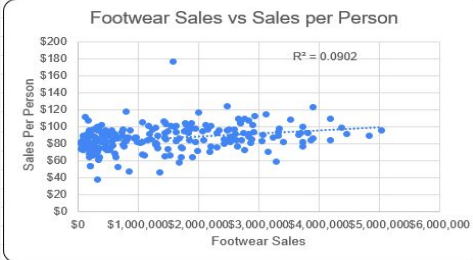 Footwear Sales vs Sales per Person
$200
$180
$160
$140
$120
$100
$80
$60
$40
$20
$0
R² = 0.0902
Sales Per Person
$0 $1,000,000 $2,000,000 $3,000,000 $4,000,000 $5,000,000 $6,000,000
Footwear Sales